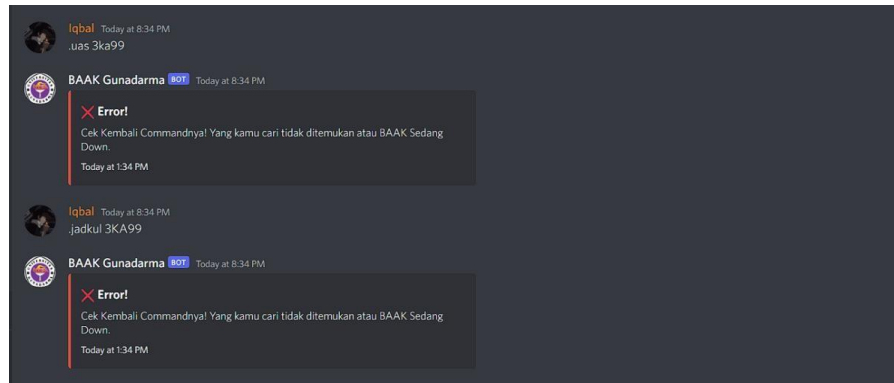 Iqbal Today at 8:34 PM
.uas 3ka99
BAAK Gunadarma BOT Today at 8:34 PM
Error!
Cek Kembali Commandnya! Yang kamu cari tidak ditemukan atau BAAK Sedang
Down.
Today at 1:34 PM
Iqbal Today at 8:34 PM
.jadkul 3KA99
BAAK Gunadarma BOT Today at 8:34 PM
Error!
Cek Kembali Commandnya! Yang kamu cari tidak ditemukan atau BAAK Sedang
Down.
Today at 1:34 PM